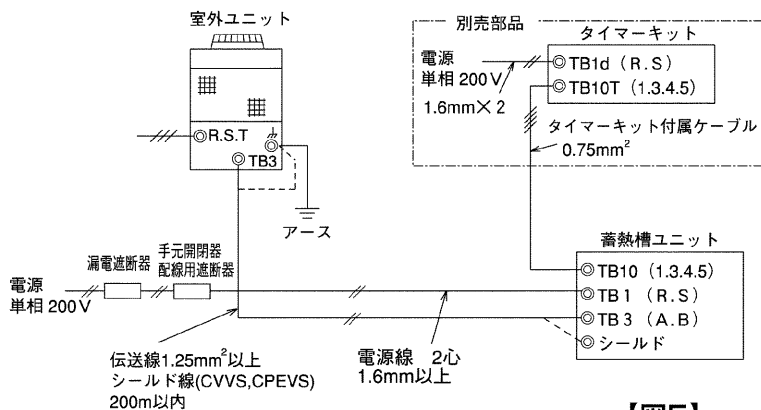 室外ユニット
R.S.T
TB3
アース
別売部品
タイマーキット
電源
単相 200V
1.6mm×2
TB1d (R.S)
TB10T (1.3.4.5)
タイマーキット付属ケーブル
0.75mm²
漏電遮断器
手元開閉器
配線用遮断器
電源
単相 200V
蓄熱槽ユニット
TB10 (1.3.4.5)
TB1 (R.S)
TB3 (A.B)
シールド
伝送線1.25mm²以上
シールド線(CVVS,CPEVS)
200m以内
電源線 2心
1.6mm以上